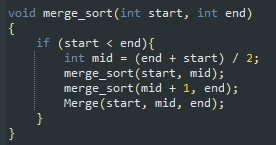 void merge_sort(int start, int end)
{
    if (start < end){
        int mid = (end + start) / 2;
        merge_sort(start, mid);
        merge_sort(mid + 1, end);
        Merge(start, mid, end);
    }
}